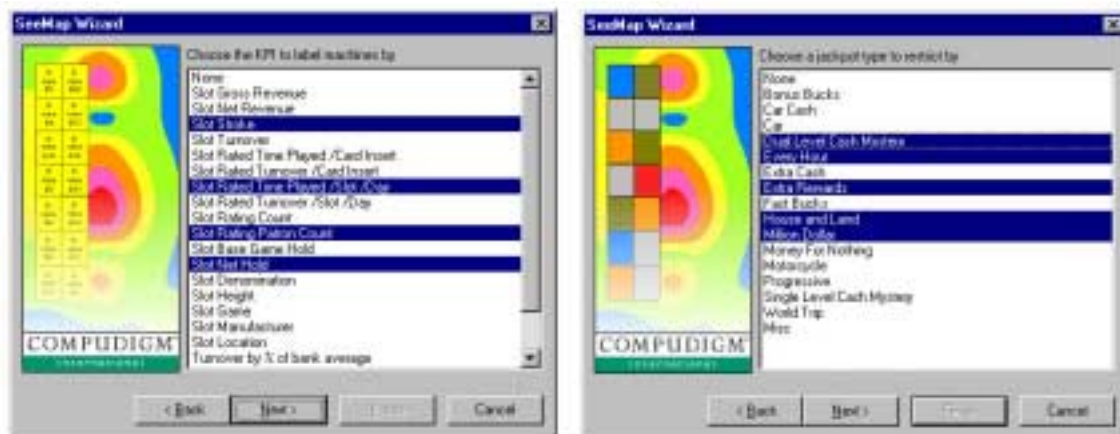 SeeMap Wizard
Choose the KPI to label machines by
None
Slot Gross Revenue
Slot Net Revenue
Slot Stroke
Slot Turnover
Slot Rated Time Played /Card Insert
Slot Rated Turnover /Card Insert
Slot Rated Time Played /Slot /Day
Slot Rated Turnover /Slot /Day
Slot Rating Count
Slot Rating Patron Count
Slot Base Game Hold
Slot Net Hold
Slot Denomination
Slot Height
Slot Game
Slot Manufacturer
Slot Location
Turnover by % of bank average
COMPUDIGM
INTERNATIONAL
< Back
Next >
Cancel
SeeMap Wizard
Choose a jackpot type to restrict by
None
Bonus Bucks
Car Cash
Car
Dual Level Cash Mystery
Every Hour
Extra Cash
Extra Rewards
Fast Bucks
House and Land
Million Dollar
Money For Nothing
Motorcycle
Progressive
Single Level Cash Mystery
World Trip
Misc
COMPUDIGM
INTERNATIONAL
< Back
Next >
Cancel